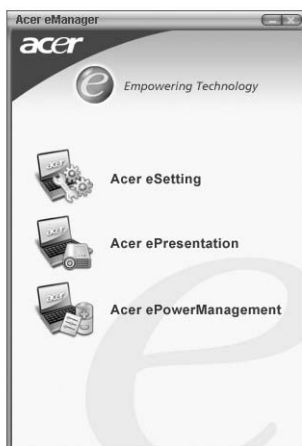 Acer eManager
acer
e Empowering Technology
Acer eSetting
Acer ePresentation
Acer ePowerManagement